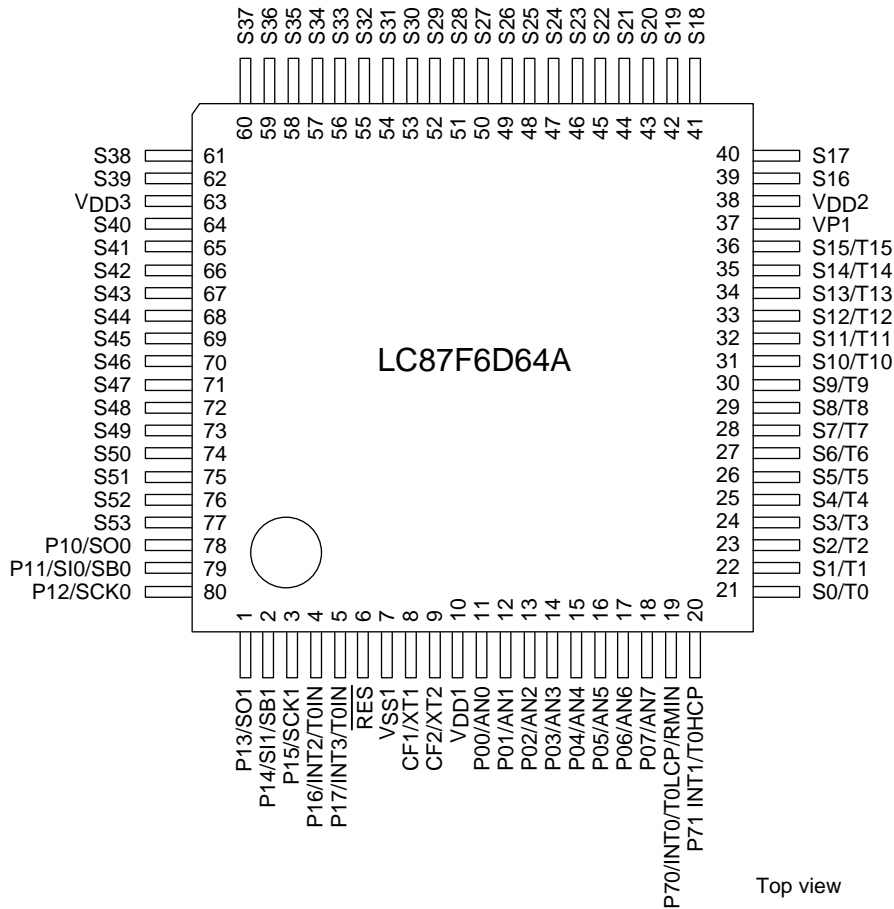 S37 S36 S35 S34 S33 S32 S31 S30 S29 S28 S27 S26 S25 S24 S23 S22 S21 S20 S19 S18
60 59 58 57 56 55 54 53 52 51 50 49 48 47 46 45 44 43 42 41
S38 61 40 S17
S39 62 39 S16
VDD3 63 38 VDD2
S40 64 37 VP1
S41 65 36 S15/T15
S42 66 35 S14/T14
S43 67 34 S13/T13
S44 68 33 S12/T12
S45 69 32 S11/T11
LC87F6D64A
S46 70 31 S10/T10
S47 71 30 S9/T9
S48 72 29 S8/T8
S49 73 28 S7/T7
S50 74 27 S6/T6
S51 75 26 S5/T5
S52 76 25 S4/T4
S53 77 24 S3/T3
P10/SO0 78 23 S2/T2
P11/SI0/SB0 79 22 S1/T1
P12/SCK0 80 21 S0/T0
1 2 3 4 5 6 7 8 9 10 11 12 13 14 15 16 17 18 19 20
P13/SO1
P14/SI1/SB1
P15/SCK1
P16/INT2/T0IN
P17/INT3/T0IN
RES
VSS1
CF1/XT1
CF2/XT2
VDD1
P00/AN0
P01/AN1
P02/AN2
P03/AN3
P04/AN4
P05/AN5
P06/AN6
P07/AN7
P70/INT0/T0LCP/RMIN
P71 INT1/T0HCP
Top view